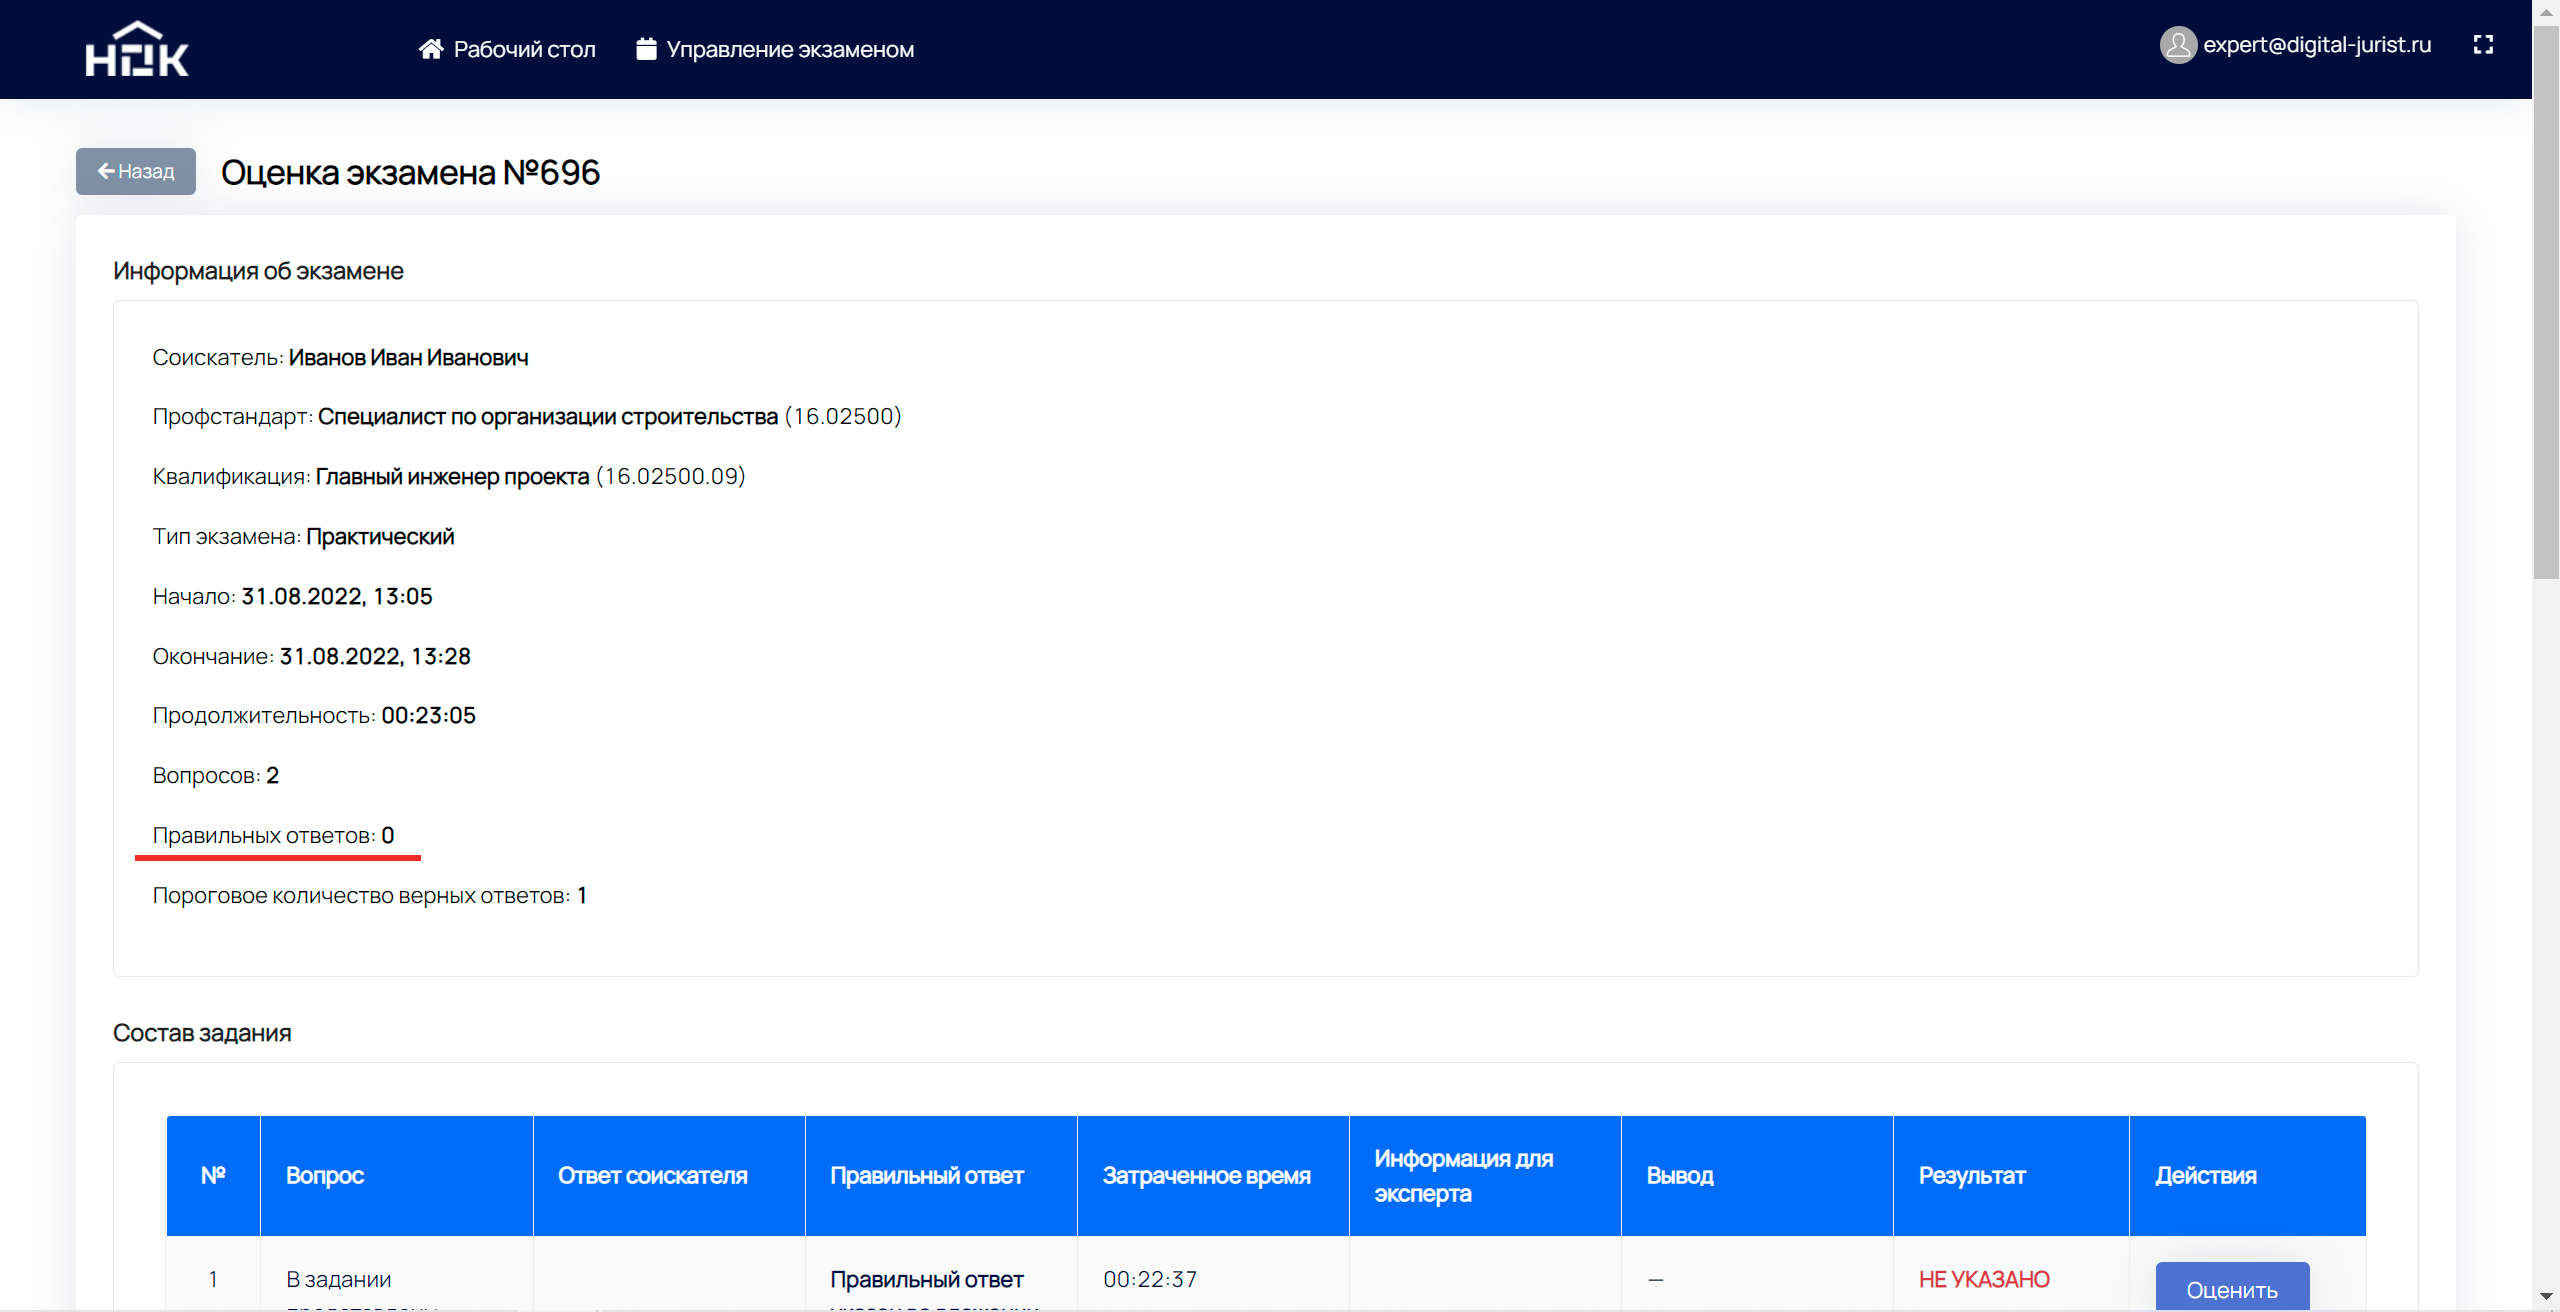 НОК
Рабочий стол
Управление экзаменом
expert@digital-jurist.ru
Назад
Оценка экзамена №696
Информация об экзамене
Соискатель: Иванов Иван Иванович
Профстандарт: Специалист по организации строительства (16.02500)
Квалификация: Главный инженер проекта (16.02500.09)
Тип экзамена: Практический
Начало: 31.08.2022, 13:05
Окончание: 31.08.2022, 13:28
Продолжительность: 00:23:05
Вопросов: 2
Правильных ответов: 0
Пороговое количество верных ответов: 1
Состав задания
№
Вопрос
Ответ соискателя
Правильный ответ
Затраченное время
Информация для
эксперта
Вывод
Результат
Действия
1
В задании
Правильный ответ
00:22:37
—
НЕ УКАЗАНО
Оценить